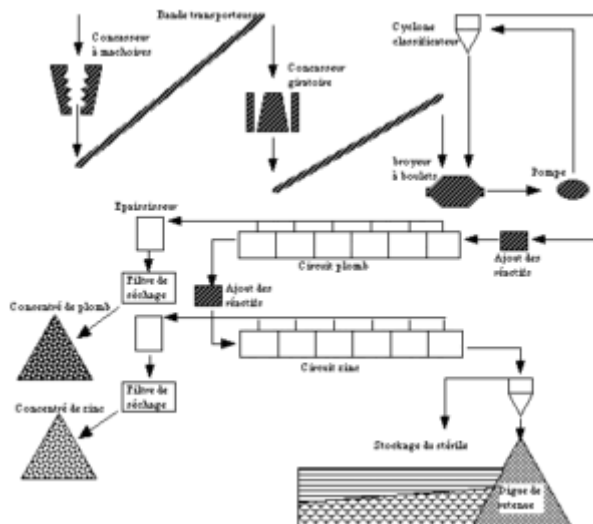 Bande transporteuse
Concasseur
à machoires
Concasseur
giratoire
Cyclone
classificateur
broyeur
à boulets
Pompe
Epaississeur
Circuit plomb
Ajout des
réactifs
Filtre de
séchage
Ajout des
réactifs
Concentré de plomb
Circuit zinc
Filtre de
séchage
Concentré de zinc
Stockage de stérile
Digue de
retenue